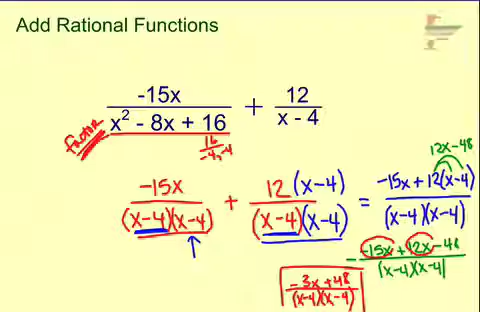 Add Rational Functions
-15x / (x² - 8x + 16) + 12 / (x - 4)
factor
16
-4, -4
12x - 48
-15x / (x-4)(x-4) + 12(x-4) / (x-4)(x-4) = -15x + 12(x-4) / (x-4)(x-4)
-15x + 12x - 48 / (x-4)(x-4)
-3x + 48 / (x-4)(x-4)